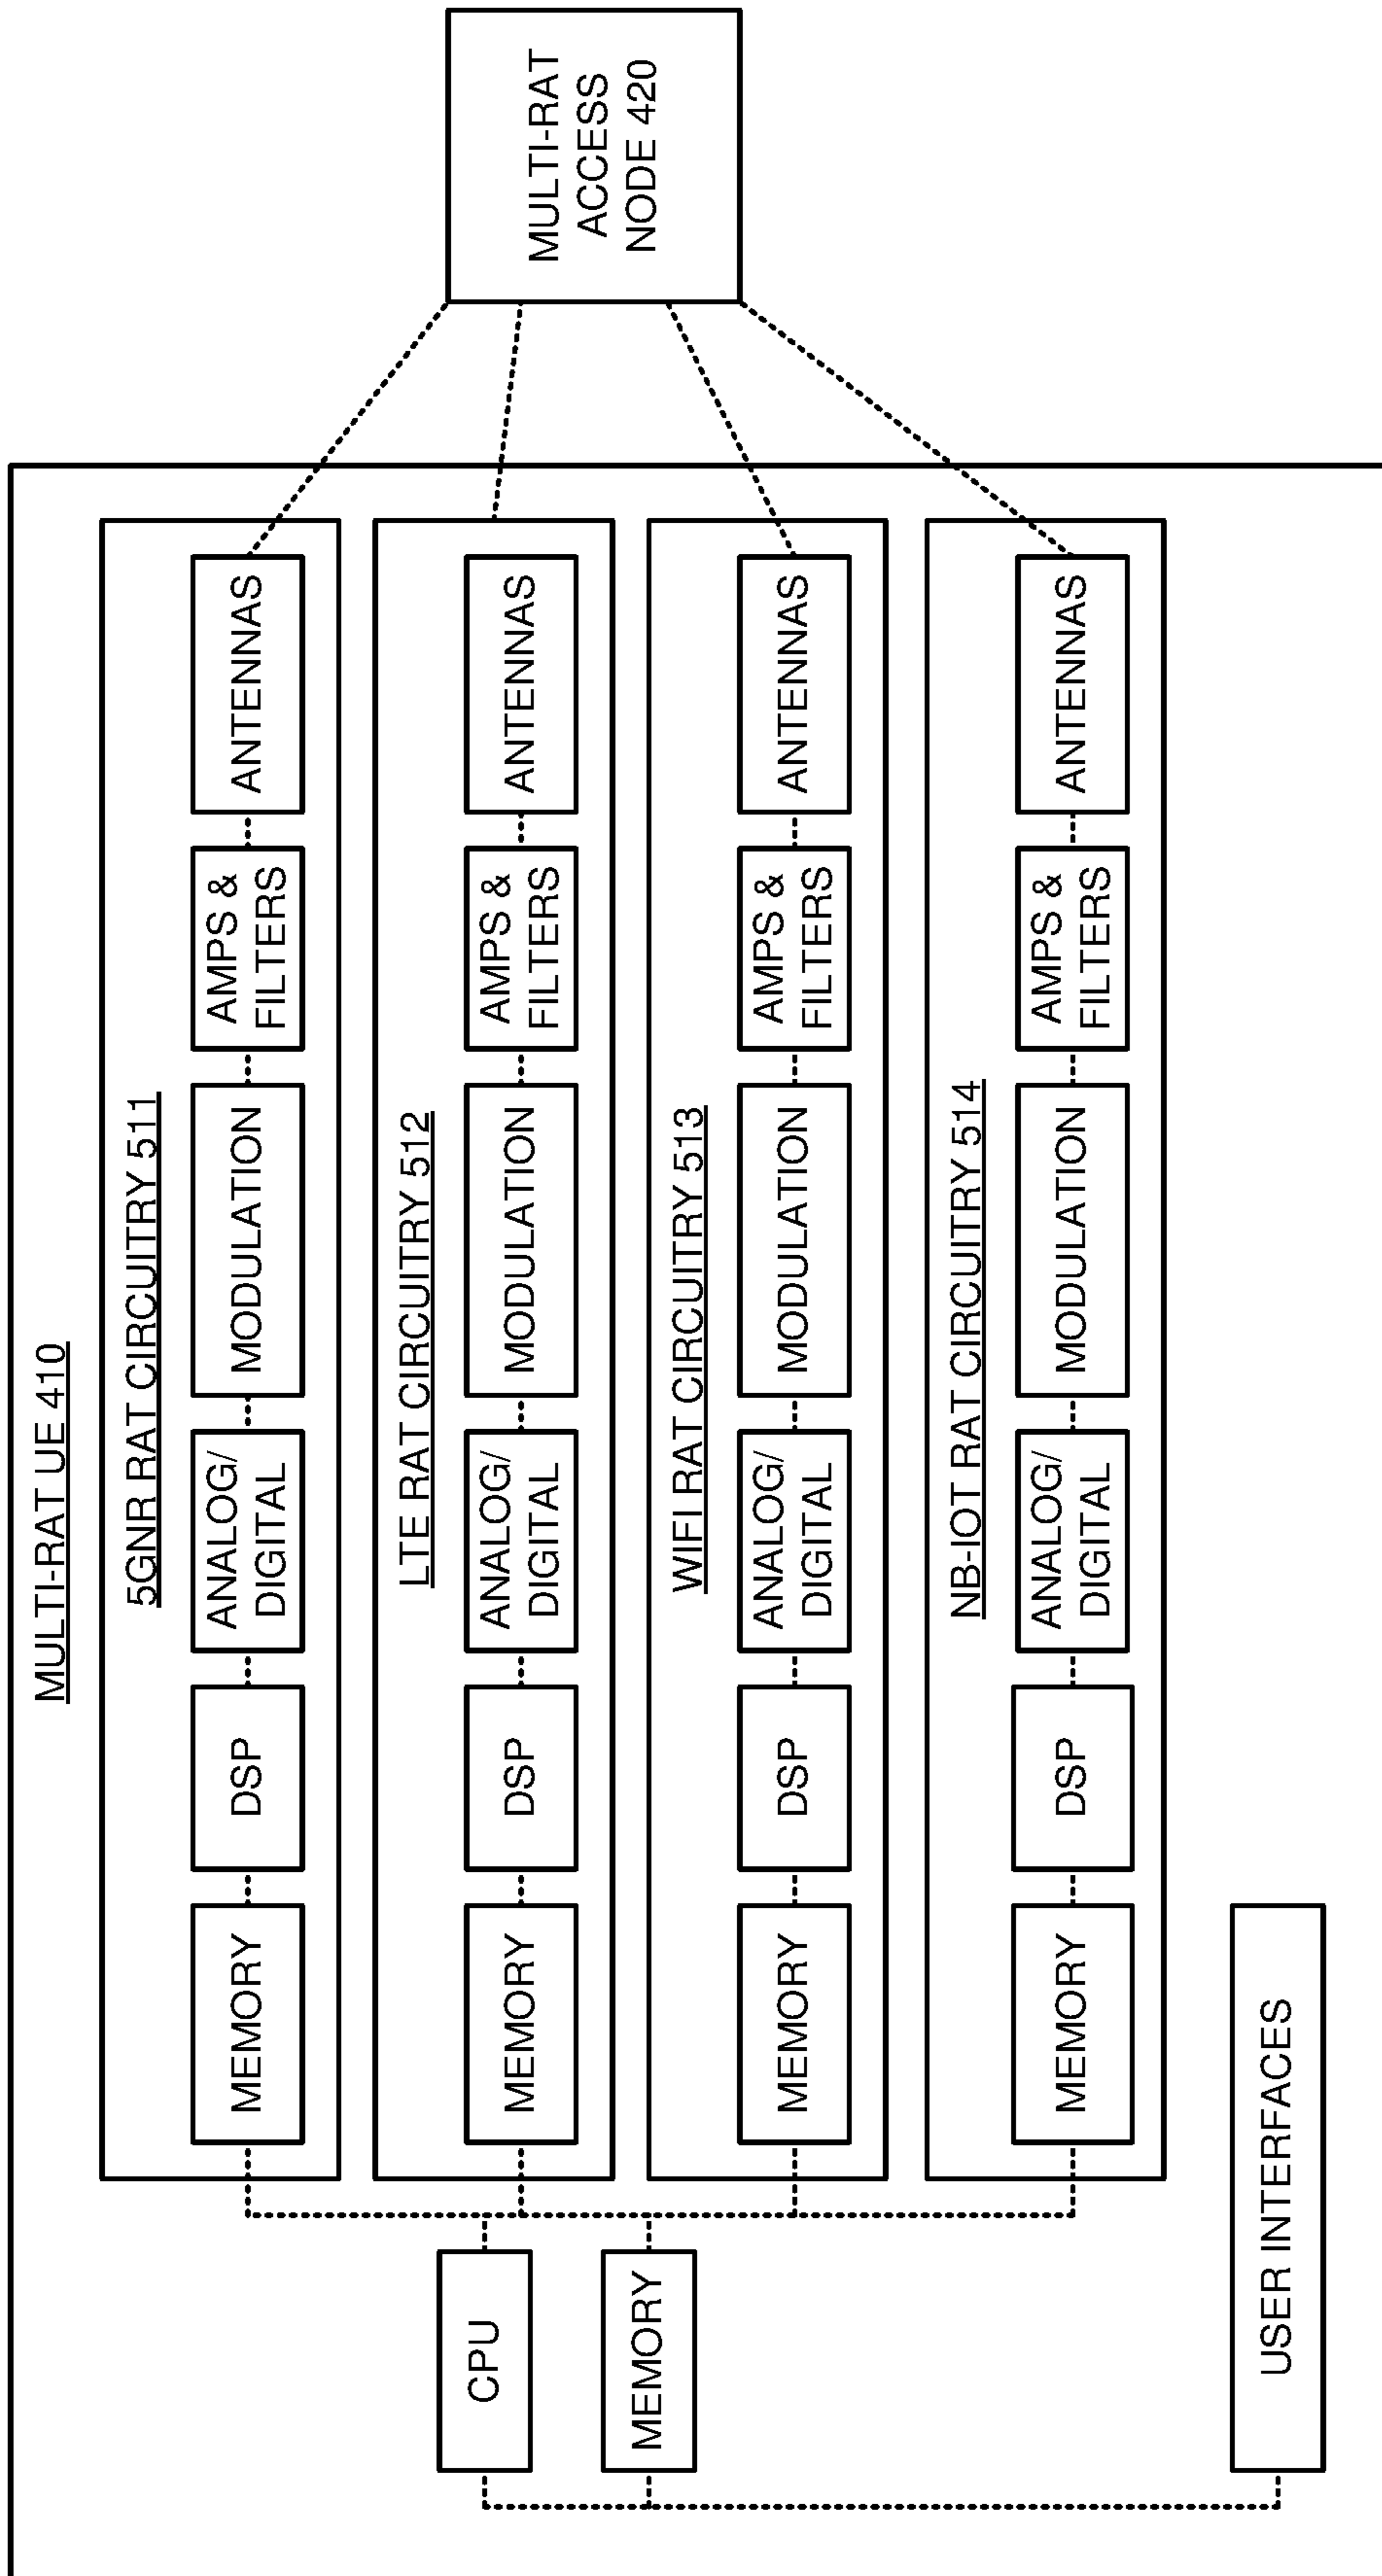 MULTI-RAT UE 410
5GNR RAT CIRCUITRY 511
MEMORY
DSP
ANALOG/
DIGITAL
MODULATION
AMPS &
FILTERS
ANTENNAS
LTE RAT CIRCUITRY 512
MEMORY
DSP
ANALOG/
DIGITAL
MODULATION
AMPS &
FILTERS
ANTENNAS
WIFI RAT CIRCUITRY 513
MEMORY
DSP
ANALOG/
DIGITAL
MODULATION
AMPS &
FILTERS
ANTENNAS
NB-IOT RAT CIRCUITRY 514
MEMORY
DSP
ANALOG/
DIGITAL
MODULATION
AMPS &
FILTERS
ANTENNAS
CPU
MEMORY
USER INTERFACES
MULTI-RAT
ACCESS
NODE 420